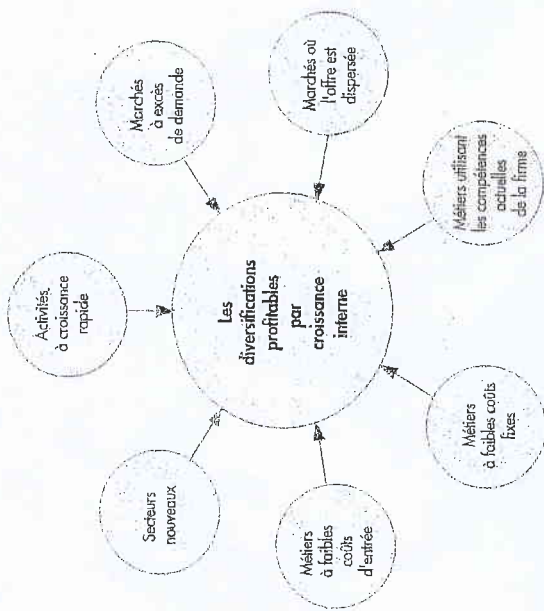 Les
diversifications
profitables
par
croissance
interne
Activités
à croissance
rapide
Marchés
à excès
de demande
Marchés où
l'offre est
dispersée
Métiers utilisant
les compétences
actuelles
de la firme
Métiers
à faibles coûts
fixes
Métiers
à faibles
coûts
d'entrée
Secteurs
nouveaux